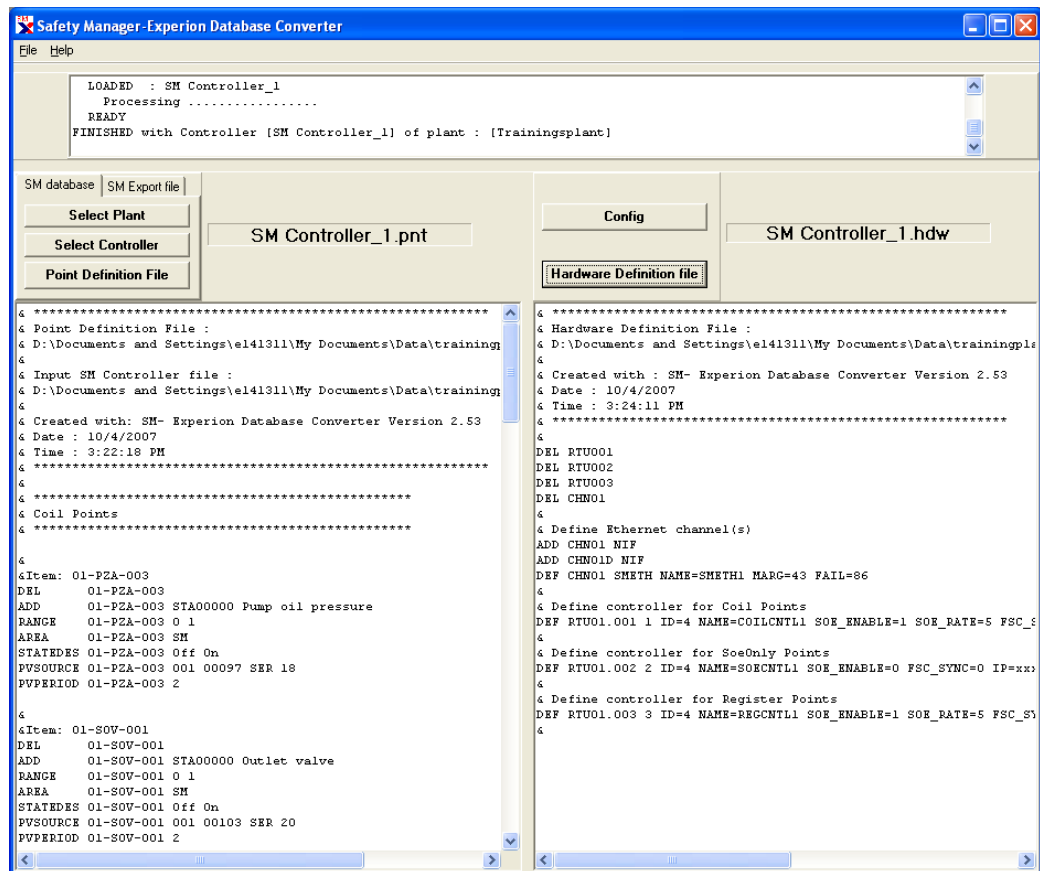 Safety Manager-Experion Database Converter
File Help
LOADED : SM Controller_1
Processing .................
READY
FINISHED with Controller [SM Controller_1] of plant : [Trainingsplant]
SM database SM Export file
Select Plant
Select Controller
Point Definition File
SM Controller_1.pnt
Config
Hardware Definition file
SM Controller_1.hdw
& ************************************************************
& Point Definition File :
& D:\Documents and Settings\e141311\My Documents\Data\trainingp
&
& Input SM Controller file :
& D:\Documents and Settings\e141311\My Documents\Data\trainingp
&
& Created with: SM- Experion Database Converter Version 2.53
& Date : 10/4/2007
& Time : 3:22:18 PM
& ************************************************************
&
& **************************************************
& Coil Points
& **************************************************
&
&Item: 01-PZA-003
DEL 01-PZA-003
ADD 01-PZA-003 STA00000 Pump oil pressure
RANGE 01-PZA-003 0 1
AREA 01-PZA-003 SM
STATEDES 01-PZA-003 Off On
PVSOURCE 01-PZA-003 001 00097 SER 18
PVPERIOD 01-PZA-003 2
&
&Item: 01-SOV-001
DEL 01-SOV-001
ADD 01-SOV-001 STA00000 Outlet valve
RANGE 01-SOV-001 0 1
AREA 01-SOV-001 SM
STATEDES 01-SOV-001 Off On
PVSOURCE 01-SOV-001 001 00103 SER 20
PVPERIOD 01-SOV-001 2
& ************************************************************
& Hardware Definition File :
& D:\Documents and Settings\e141311\My Documents\Data\trainingpla
&
& Created with : SM- Experion Database Converter Version 2.53
& Date : 10/4/2007
& Time : 3:24:11 PM
& ************************************************************
&
DEL RTU001
DEL RTU002
DEL RTU003
DEL CHN01
&
& Define Ethernet channel(s)
ADD CHN01 NIF
ADD CHN01D NIF
DEF CHN01 SMETH NAME=SMETH1 MARG=43 FAIL=86
&
& Define controller for Coil Points
DEF RTU01.001 1 ID=4 NAME=COILCNTL1 SOE_ENABLE=1 SOE_RATE=5 FSC_S
&
& Define controller for SoeOnly Points
DEF RTU01.002 2 ID=4 NAME=SOECNTL1 SOE_ENABLE=0 FSC_SYNC=0 IP=xxx
&
& Define controller for Register Points
DEF RTU01.003 3 ID=4 NAME=REGCNTL1 SOE_ENABLE=1 SOE_RATE=5 FSC_SY
&